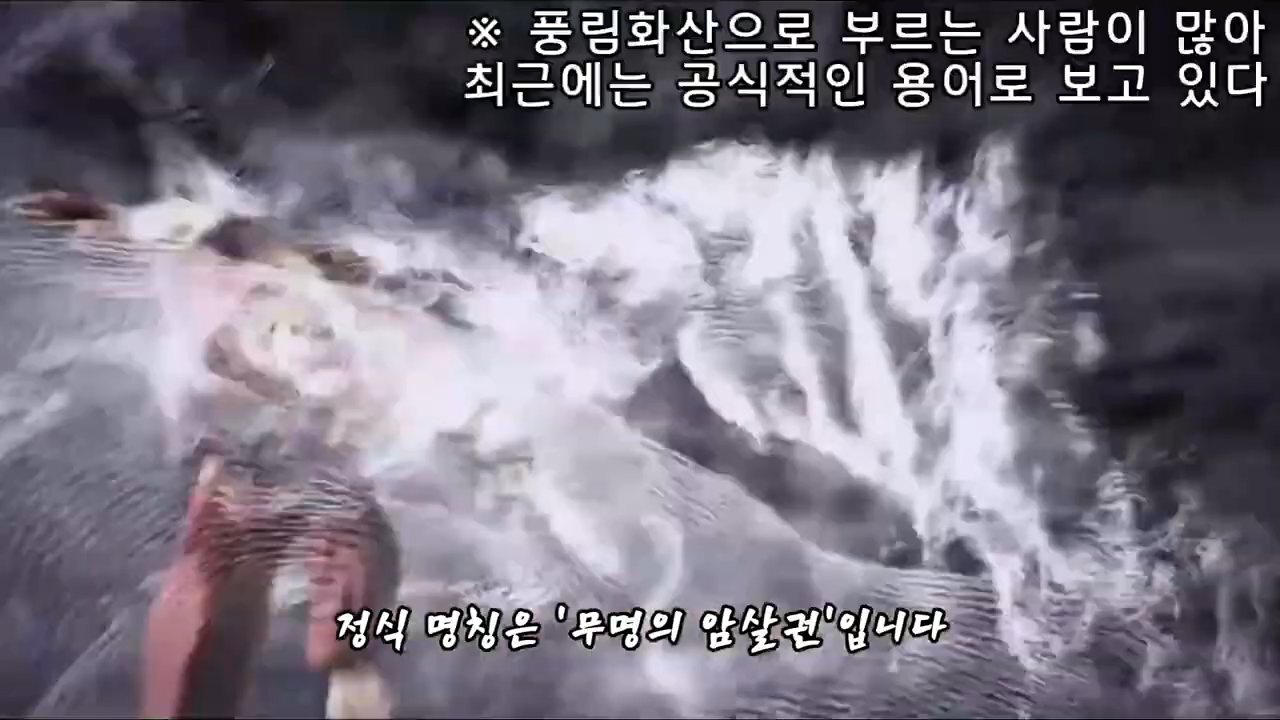 ※ 풍림화산으로 부르는 사람이 많아
최근에는 공식적인 용어로 보고 있다
정식 명칭은 '무명의 암살권'입니다